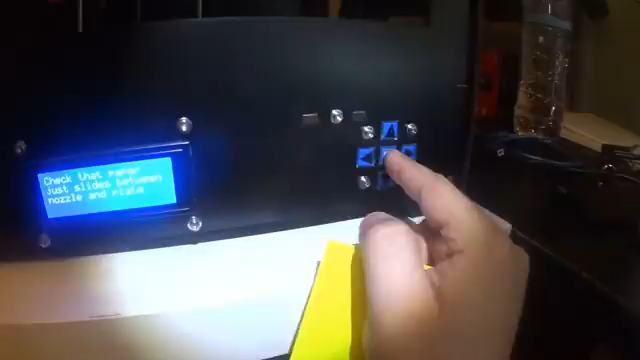 Check that paper
just slides between
nozzle and plate